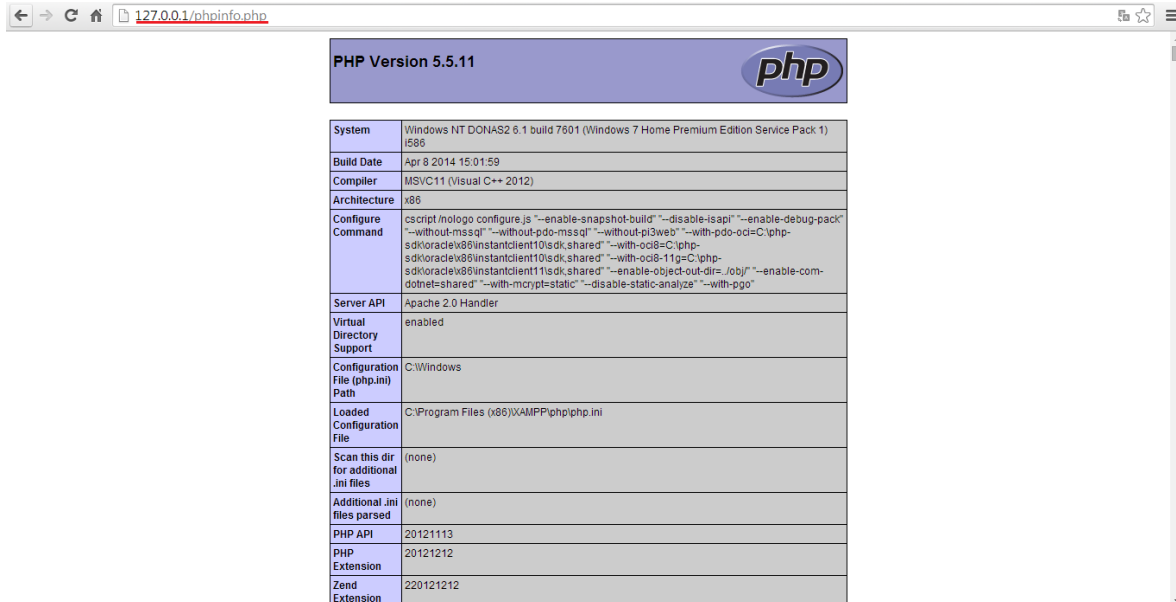 127.0.0.1/phpinfo.php
PHP Version 5.5.11
php
System
Windows NT DONAS2 6.1 build 7601 (Windows 7 Home Premium Edition Service Pack 1)
i586
Build Date
Apr 8 2014 15:01:59
Compiler
MSVC11 (Visual C++ 2012)
Architecture
x86
Configure
Command
cscript /nologo configure.js "--enable-snapshot-build" "--disable-isapi" "--enable-debug-pack"
"--without-mssql" "--without-pdo-mssql" "--without-pi3web" "--with-pdo-oci=C:\php-
sdk\oracle\x86\instantclient10\sdk,shared" "--with-oci8=C:\php-
sdk\oracle\x86\instantclient10\sdk,shared" "--with-oci8-11g=C:\php-
sdk\oracle\x86\instantclient11\sdk,shared" "--enable-object-out-dir=../obj/" "--enable-com-
dotnet=shared" "--with-mcrypt=static" "--disable-static-analyze" "--with-pgo"
Server API
Apache 2.0 Handler
Virtual
Directory
Support
enabled
Configuration
File (php.ini)
Path
C:\Windows
Loaded
Configuration
File
C:\Program Files (x86)\XAMPP\php\php.ini
Scan this dir
for additional
.ini files
(none)
Additional .ini
files parsed
(none)
PHP API
20121113
PHP
Extension
20121212
Zend
Extension
220121212